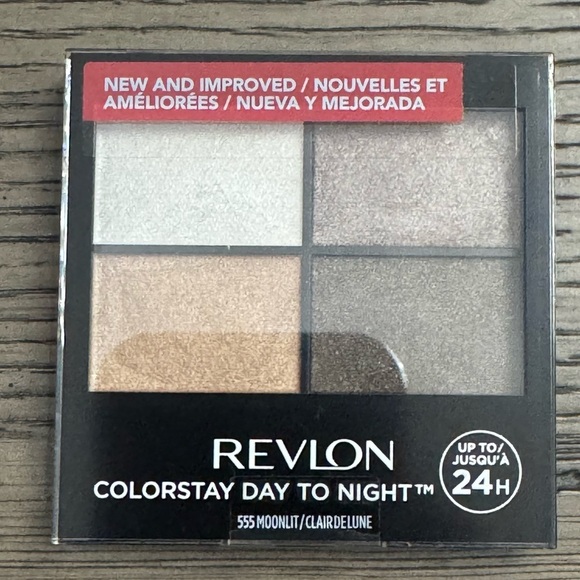 NEW AND IMPROVED / NOUVELLES ET
AMÉLIORÉES / NUEVA Y MEJORADA
REVLON
COLORSTAY DAY TO NIGHT™
555 MOONLIT/CLAIR DE LUNE
UP TO/
JUSQU'À
24H